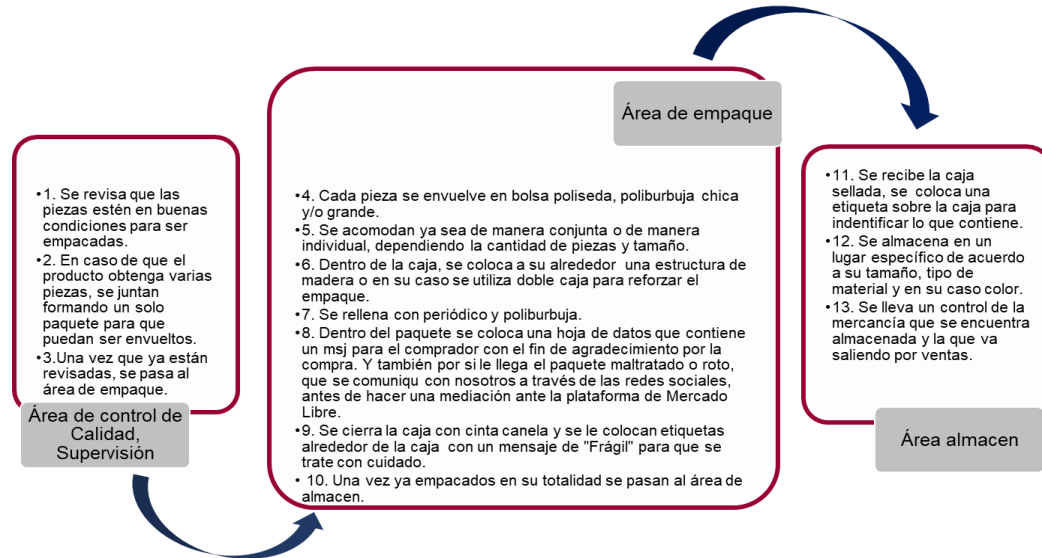 •1. Se revisa que las
piezas estén en buenas
condiciones para ser
empacadas.
•2. En caso de que el
producto obtenga varias
piezas, se juntan
formando un solo
paquete para que
puedan ser envueltos.
•3.Una vez que ya están
revisadas, se pasa al
área de empaque.
Área de control de
Calidad,
Supervisión
Área de empaque
•4. Cada pieza se envuelve en bolsa poliseda, poliburbuja chica
y/o grande.
•5. Se acomodan ya sea de manera conjunta o de manera
individual, dependiendo la cantidad de piezas y tamaño.
•6. Dentro de la caja, se coloca a su alrededor una estructura de
madera o en su caso se utiliza doble caja para reforzar el
empaque.
•7. Se rellena con periódico y poliburbuja.
•8. Dentro del paquete se coloca una hoja de datos que contiene
un msj para el comprador con el fin de agradecimiento por la
compra. Y también por si le llega el paquete maltratado o roto,
que se comuniqu con nosotros a través de las redes sociales,
antes de hacer una mediación ante la plataforma de Mercado
Libre.
•9. Se cierra la caja con cinta canela y se le colocan etiquetas
alrededor de la caja con un mensaje de "Frágil" para que se
trate con cuidado.
• 10. Una vez ya empacados en su totalidad se pasan al área de
almacen.
•11. Se recibe la caja
sellada, se coloca una
etiqueta sobre la caja para
indentificar lo que contiene.
•12. Se almacena en un
lugar específico de acuerdo
a su tamaño, tipo de
material y en su caso color.
•13. Se lleva un control de la
mercancía que se encuentra
almacenada y la que va
saliendo por ventas.
Área almacen